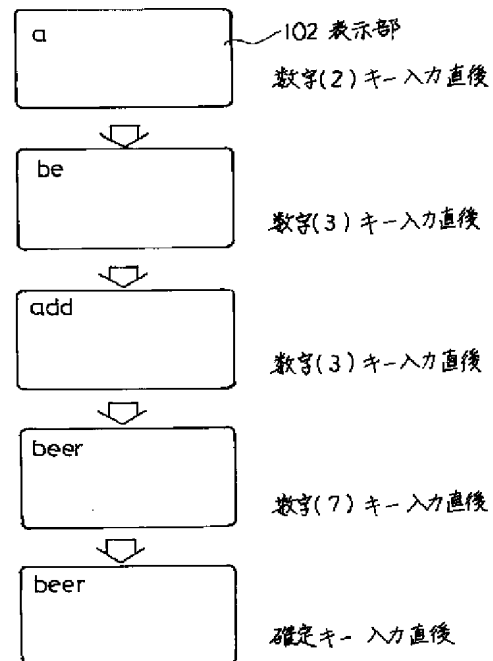 a
102 表示部
数字(2)キー入力直後
be
数字(3)キー入力直後
add
数字(3)キー入力直後
beer
数字(7)キー入力直後
beer
確定キー入力直後